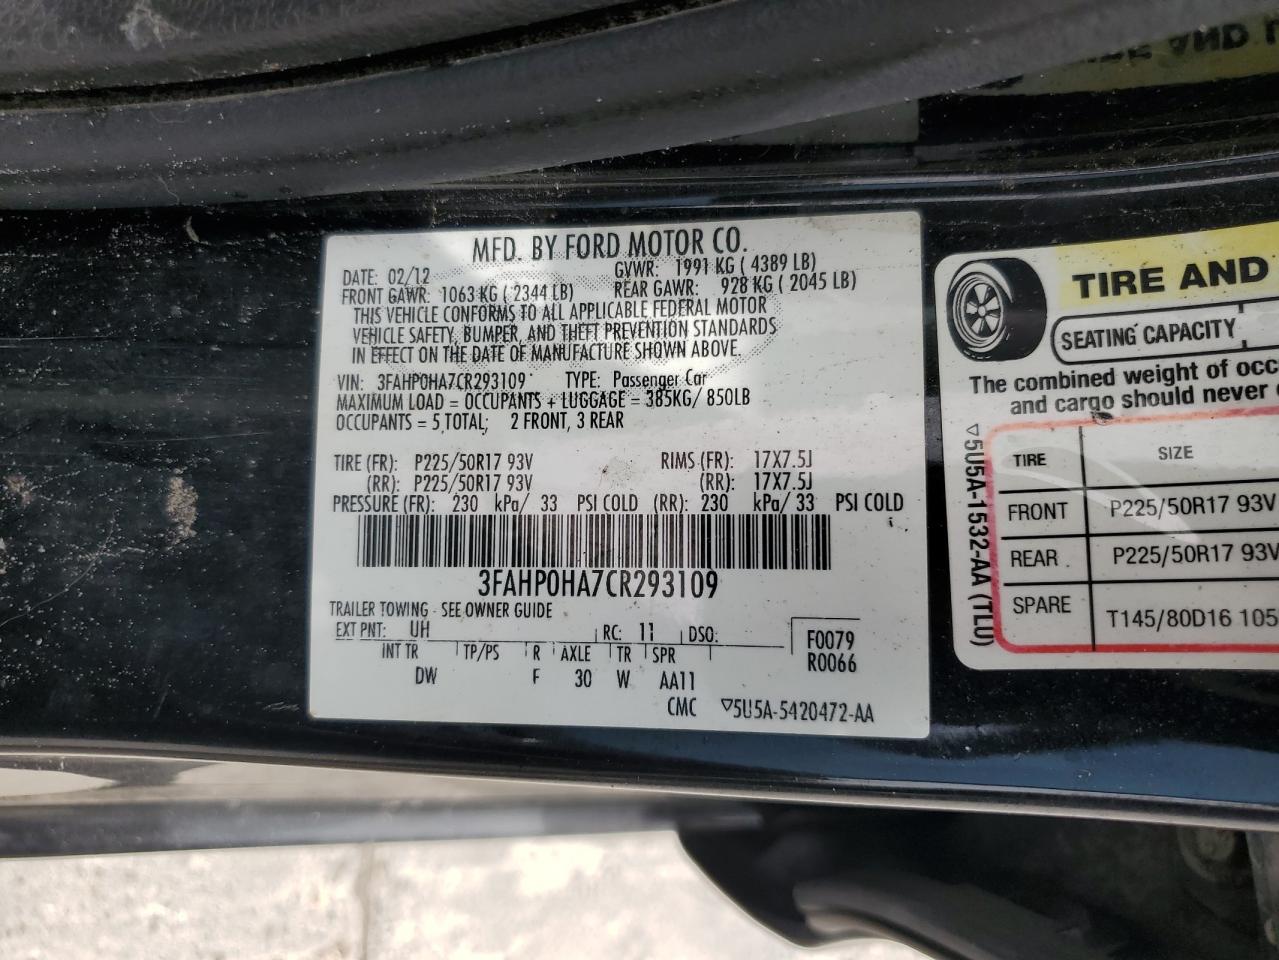 MFD. BY FORD MOTOR CO.
DATE: 02/12 GVWR: 1991 KG ( 4389 LB)
FRONT GAWR: 1063 KG ( 2344 LB) REAR GAWR: 928 KG ( 2045 LB)
THIS VEHICLE CONFORMS TO ALL APPLICABLE FEDERAL MOTOR
VEHICLE SAFETY, BUMPER, AND THEFT PREVENTION STANDARDS
IN EFFECT ON THE DATE OF MANUFACTURE SHOWN ABOVE.
VIN: 3FAHP0HA7CR293109 TYPE: Passenger Car
MAXIMUM LOAD = OCCUPANTS + LUGGAGE = 385KG/ 850LB
OCCUPANTS = 5 TOTAL; 2 FRONT, 3 REAR
TIRE (FR): P225/50R17 93V RIMS (FR): 17X7.5J
(RR): P225/50R17 93V (RR): 17X7.5J
PRESSURE (FR): 230 kPa/ 33 PSI COLD (RR): 230 kPa/ 33 PSI COLD
3FAHP0HA7CR293109
TRAILER TOWING - SEE OWNER GUIDE
EXT PNT: UH RC: 11 DSO: F0079
INT TR TP/PS R AXLE TR SPR R0066
DW F 30 W AA11
CMC ▽5U5A-5420472-AA
TIRE AND
SEATING CAPACITY
The combined weight of occ
and cargo should never
▽5U5A-1532-AA (TLU)
TIRE SIZE
FRONT P225/50R17 93V
REAR P225/50R17 93V
SPARE T145/80D16 105